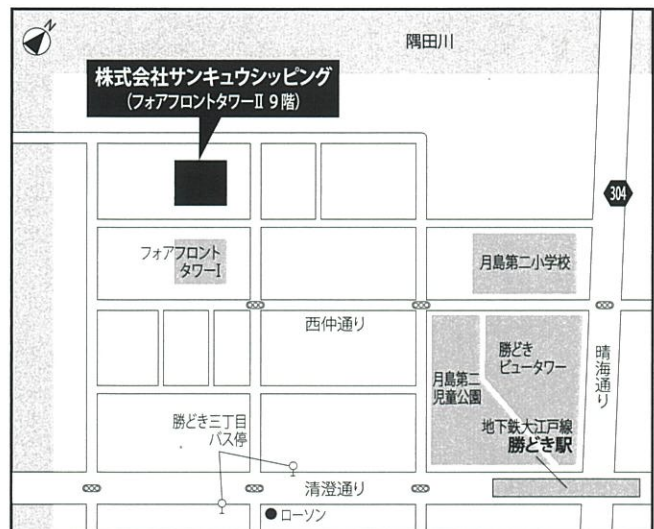 N
隅田川
株式会社サンキュウシッピング
(フォアフロントタワーII 9階)
304
フォアフロント
タワーI
月島第二小学校
西仲通り
勝どき
ビュータワー
晴海通り
月島第二
児童公園
勝どき三丁目
バス停
地下鉄大江戸線
勝どき駅
清澄通り
ローソン